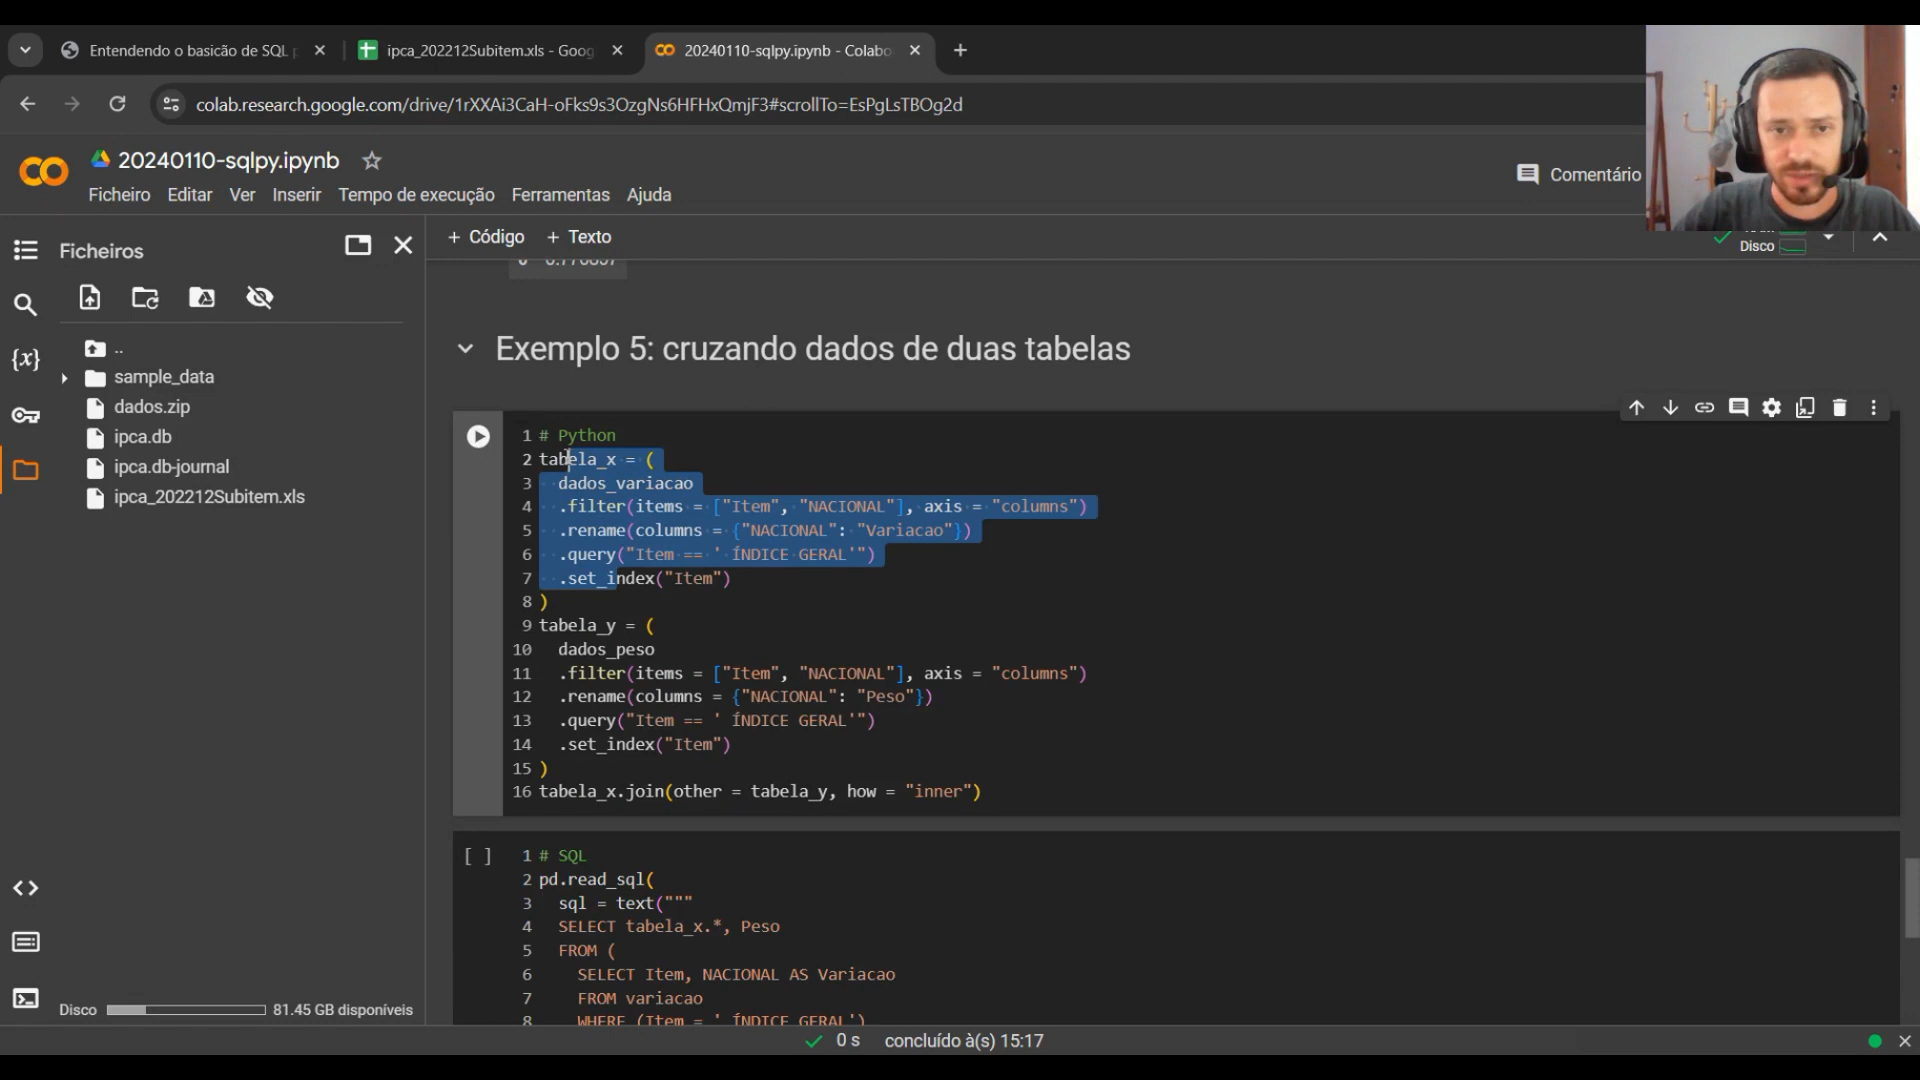 Entendendo o basicão de SQL
ipca_202212Subitem.xls - Goog
20240110-sqlpy.ipynb - Colabo
colab.research.google.com/drive/1rXXAi3CaH-oFks9s3OzgNs6HFHxQmjF3#scrollTo=EsPgLsTBOg2d
20240110-sqlpy.ipynb
Ficheiro Editar Ver Inserir Tempo de execução Ferramentas Ajuda
Comentário
Ficheiros
+ Código + Texto
Disco
..
sample_data
dados.zip
ipca.db
ipca.db-journal
ipca_202212Subitem.xls
Exemplo 5: cruzando dados de duas tabelas
1 # Python
2 tabela_x = (
3 dados_variacao
4 .filter(items = ["Item", "NACIONAL"], axis = "columns")
5 .rename(columns = {"NACIONAL": "Variacao"})
6 .query("Item == ' ÍNDICE GERAL'")
7 .set_index("Item")
8 )
9 tabela_y = (
10 dados_peso
11 .filter(items = ["Item", "NACIONAL"], axis = "columns")
12 .rename(columns = {"NACIONAL": "Peso"})
13 .query("Item == ' ÍNDICE GERAL'")
14 .set_index("Item")
15 )
16 tabela_x.join(other = tabela_y, how = "inner")
[ ] 1 # SQL
2 pd.read_sql(
3 sql = text("""
4 SELECT tabela_x.*, Peso
5 FROM (
6 SELECT Item, NACIONAL AS Variacao
7 FROM variacao
8 WHERE (Item = ' ÍNDICE GERAL')
Disco 81.45 GB disponíveis
0 s concluído à(s) 15:17